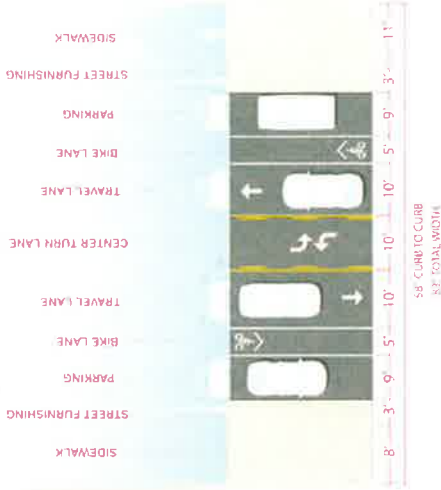 SIDEWALK 11'
STREET FURNISHING 3'
PARKING 9'
BIKE LANE 5'
TRAVEL LANE 10'
CENTER TURN LANE 10'
TRAVEL LANE 10'
BIKE LANE 5'
PARKING 9'
STREET FURNISHING 3'
SIDEWALK 8'
58' CURB TO CURB
83' TOTAL WIDTH